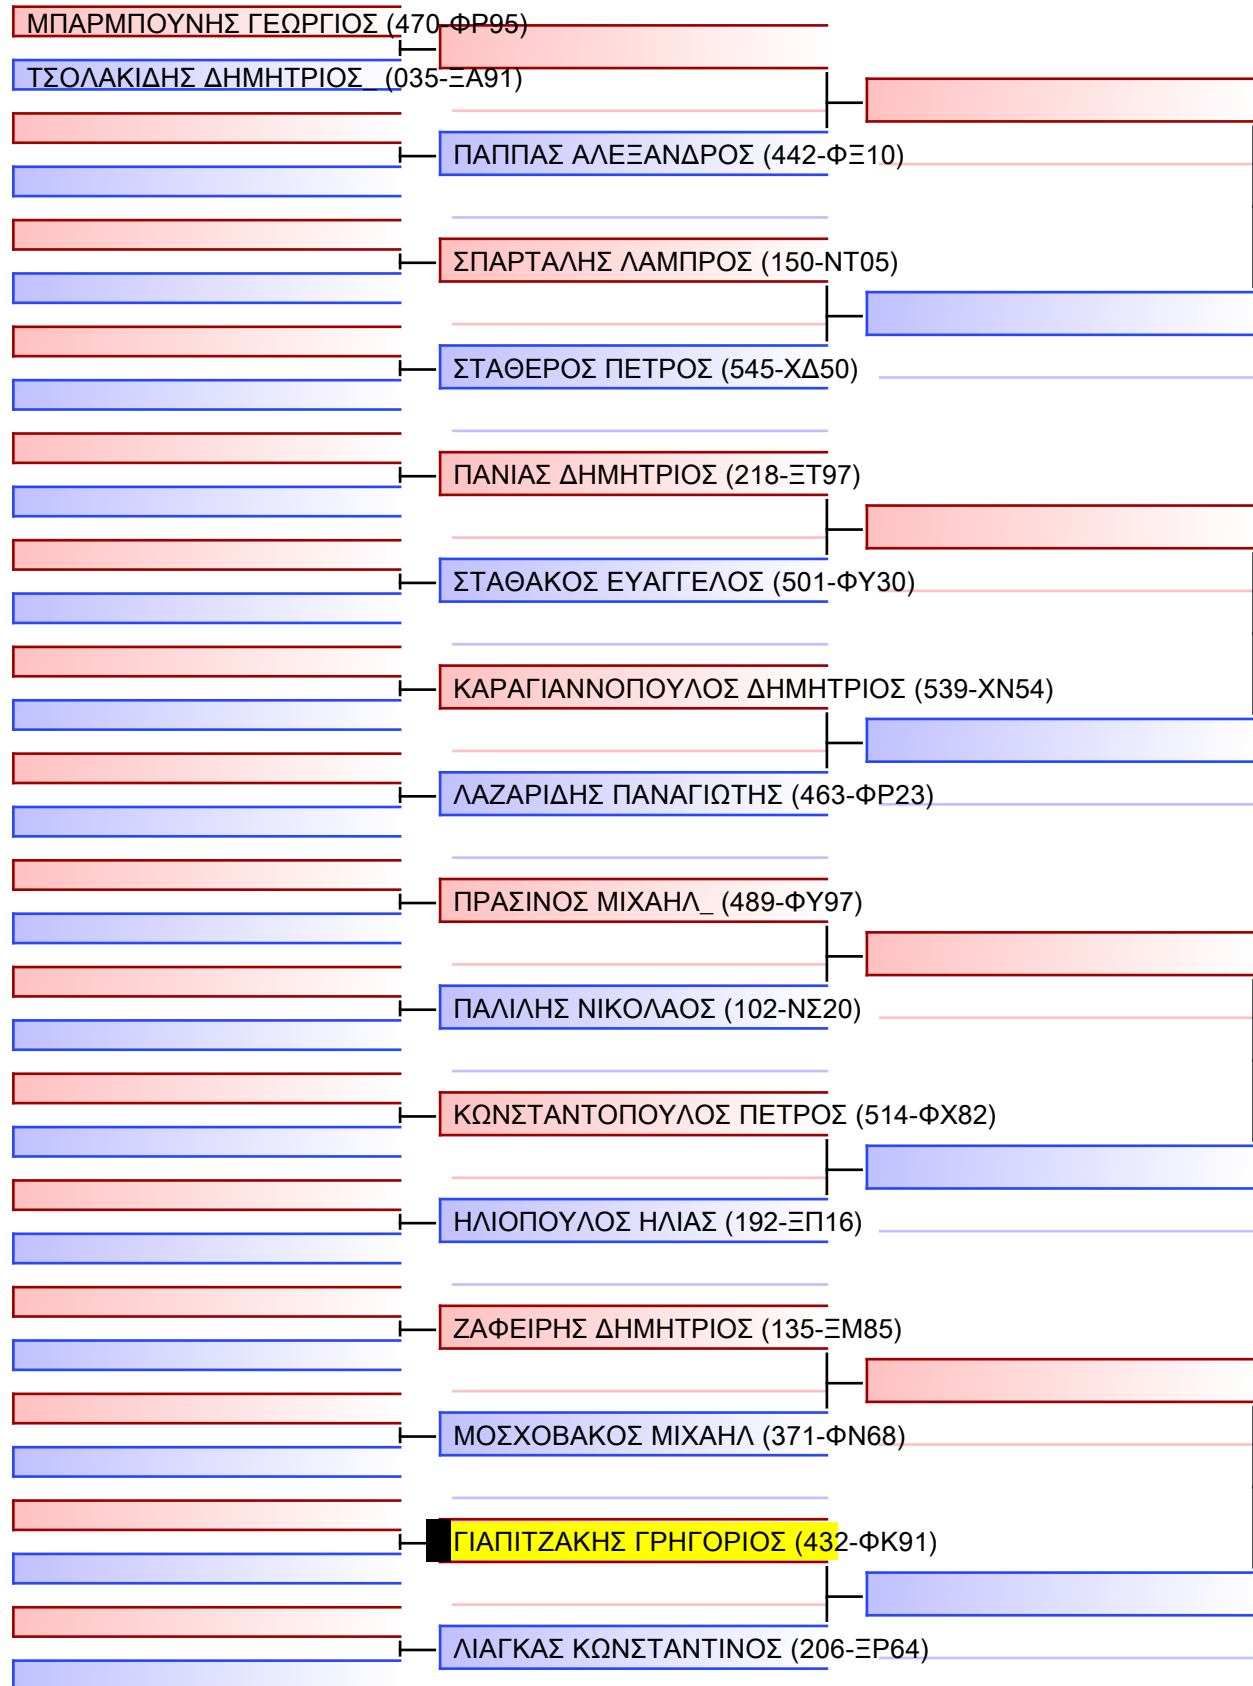 ΜΠΑΡΜΠΟΥΝΗΣ ΓΕΩΡΓΙΟΣ (470-ΦΡ95)
ΤΣΟΛΑΚΙΔΗΣ ΔΗΜΗΤΡΙΟΣ_ (035-ΞΑ91)
ΠΑΠΠΑΣ ΑΛΕΞΑΝΔΡΟΣ (442-ΦΞ10)
ΣΠΑΡΤΑΛΗΣ ΛΑΜΠΡΟΣ (150-ΝΤ05)
ΣΤΑΘΕΡΟΣ ΠΕΤΡΟΣ (545-ΧΔ50)
ΠΑΝΙΑΣ ΔΗΜΗΤΡΙΟΣ (218-ΞΤ97)
ΣΤΑΘΑΚΟΣ ΕΥΑΓΓΕΛΟΣ (501-ΦΥ30)
ΚΑΡΑΓΙΑΝΝΟΠΟΥΛΟΣ ΔΗΜΗΤΡΙΟΣ (539-ΧΝ54)
ΛΑΖΑΡΙΔΗΣ ΠΑΝΑΓΙΩΤΗΣ (463-ΦΡ23)
ΠΡΑΣΙΝΟΣ ΜΙΧΑΗΛ_ (489-ΦΥ97)
ΠΑΛΙΛΗΣ ΝΙΚΟΛΑΟΣ (102-ΝΣ20)
ΚΩΝΣΤΑΝΤΟΠΟΥΛΟΣ ΠΕΤΡΟΣ (514-ΦΧ82)
ΗΛΙΟΠΟΥΛΟΣ ΗΛΙΑΣ (192-ΞΠ16)
ΖΑΦΕΙΡΗΣ ΔΗΜΗΤΡΙΟΣ (135-ΞΜ85)
ΜΟΣΧΟΒΑΚΟΣ ΜΙΧΑΗΛ (371-ΦΝ68)
ΓΙΑΠΙΤΖΑΚΗΣ ΓΡΗΓΟΡΙΟΣ (432-ΦΚ91)
ΛΙΑΓΚΑΣ ΚΩΝΣΤΑΝΤΙΝΟΣ (206-ΞΡ64)